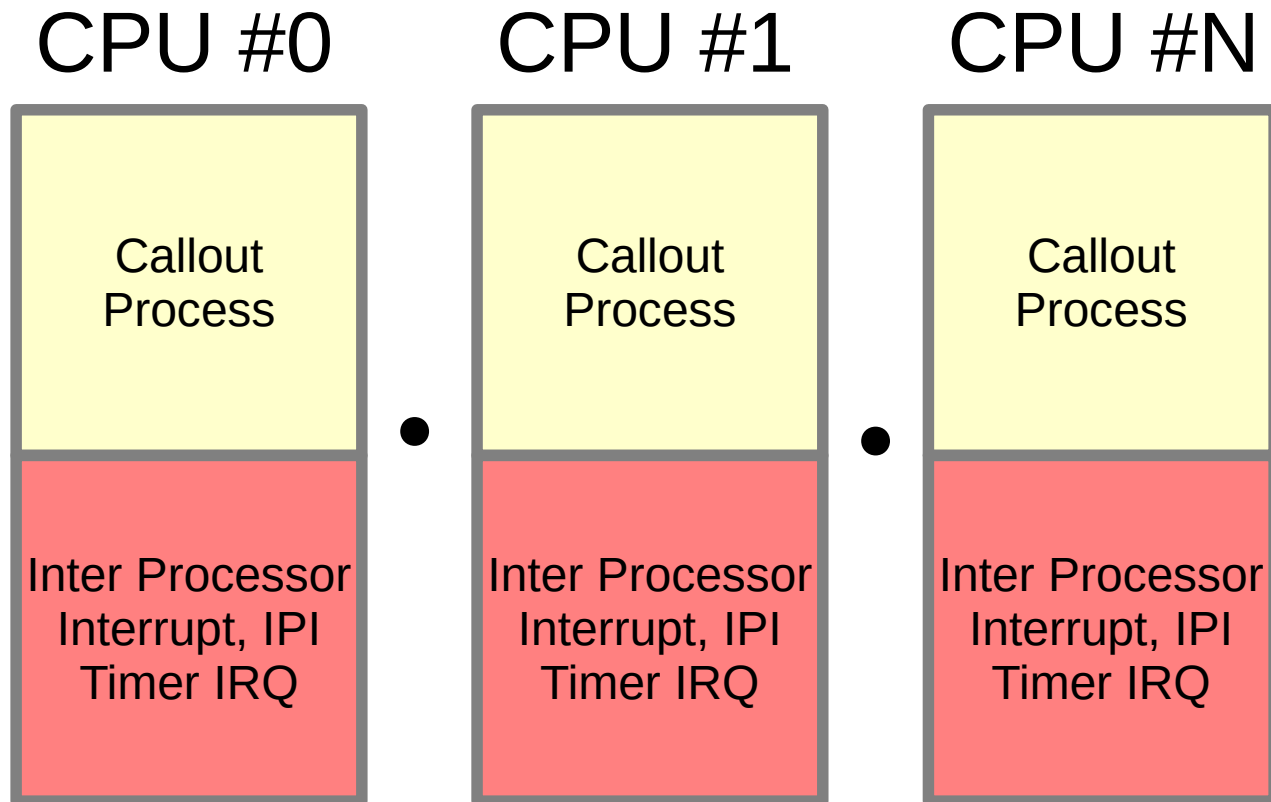 CPU #0
CPU #1
CPU #N
Callout
Process
Callout
Process
Callout
Process
Inter Processor
Interrupt, IPI
Timer IRQ
Inter Processor
Interrupt, IPI
Timer IRQ
Inter Processor
Interrupt, IPI
Timer IRQ